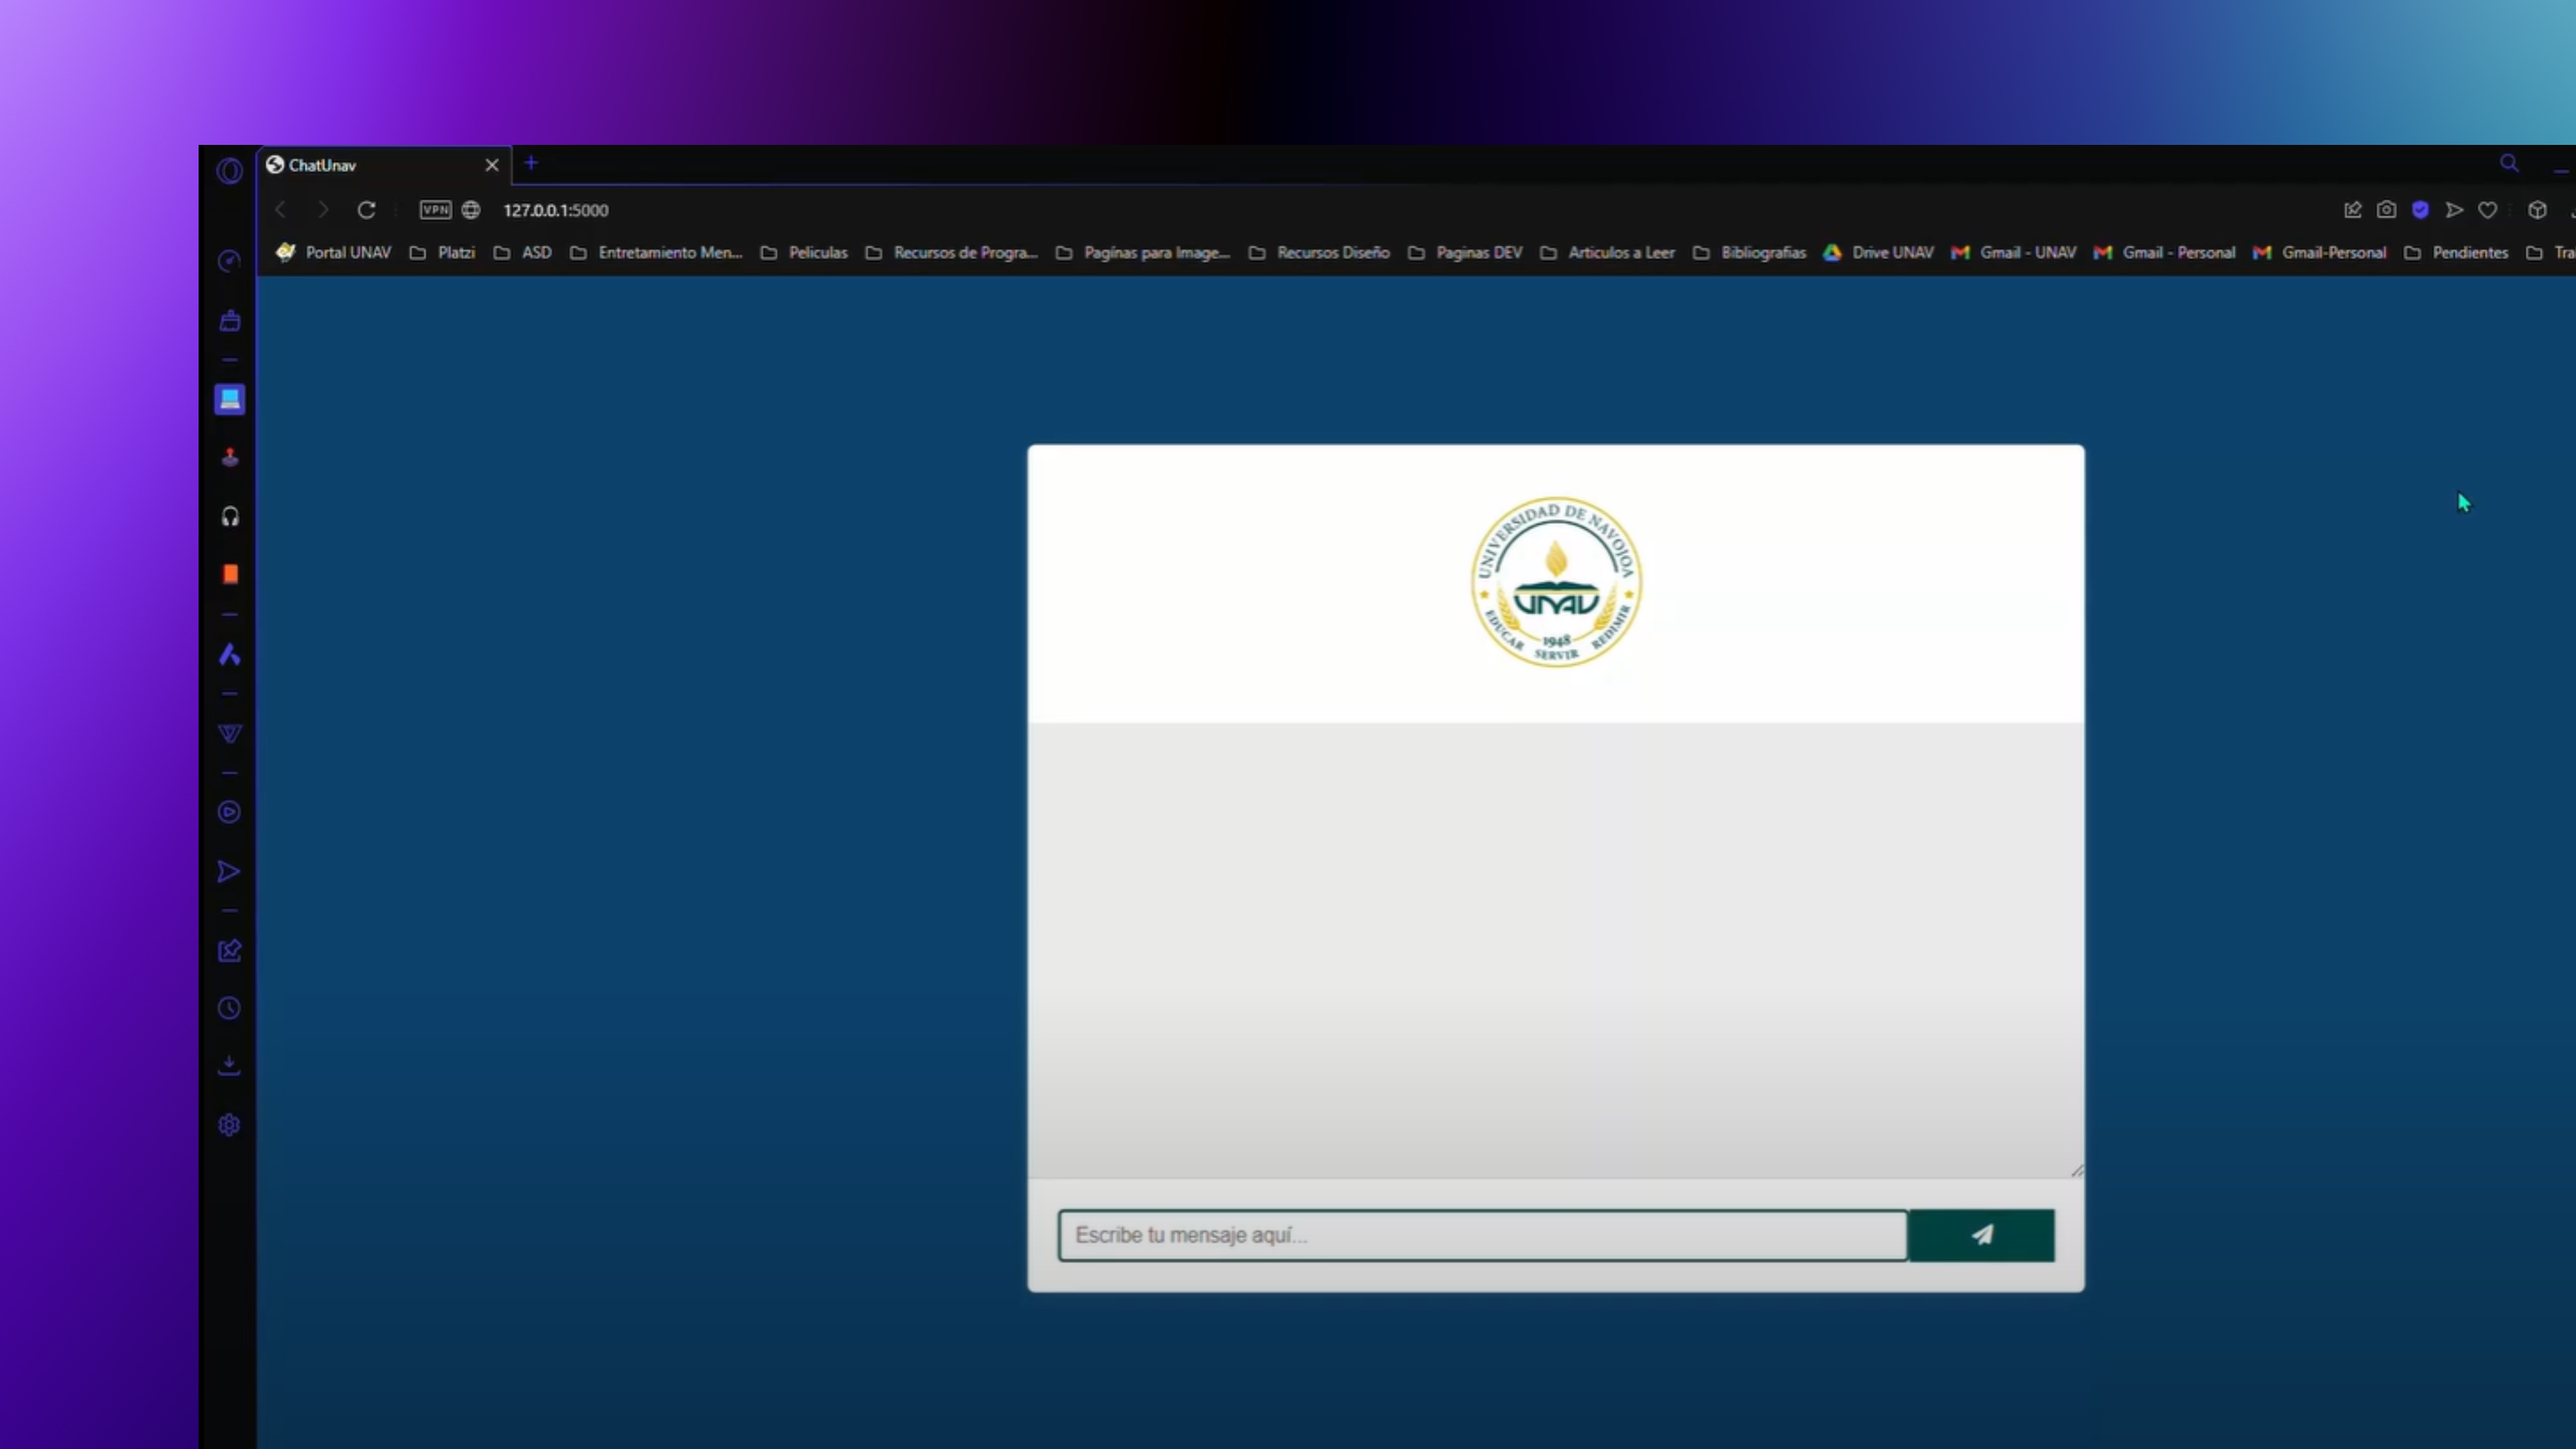 ChatUnav
VPN 127.0.0.1:5000
Portal UNAV Platzi ASD Entretamiento Men... Peliculas Recursos de Progra... Pagínas para Image... Recursos Diseño Paginas DEV Articulos a Leer Bibliografias Drive UNAV Gmail - UNAV Gmail - Personal Gmail-Personal Pendientes Tra
UNIVERSIDAD DE NAVOJOA
UNAV
1948
EDUCAR SERVIR REDIMIR
Escribe tu mensaje aquí...